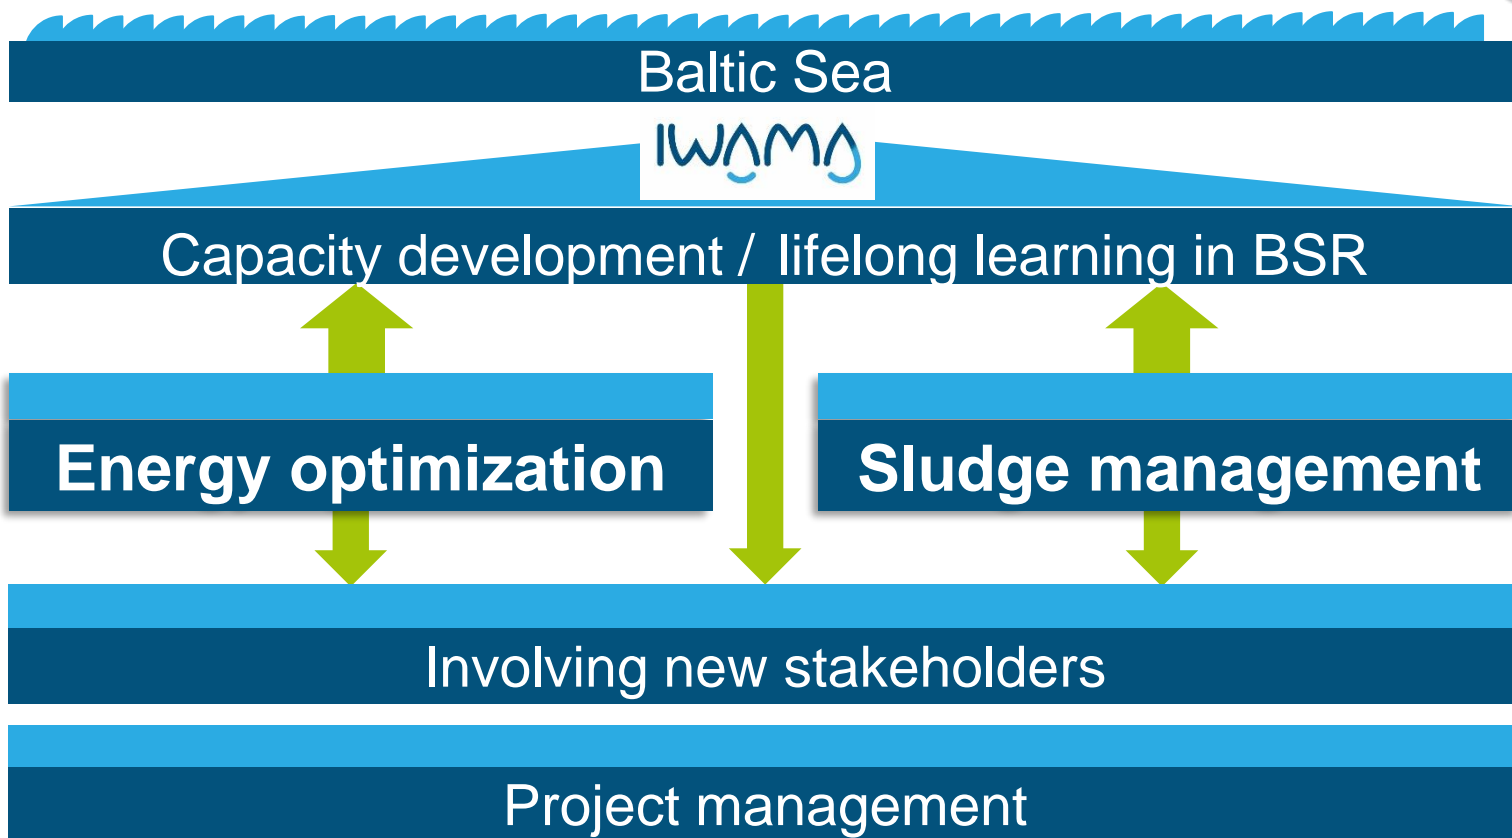 Baltic Sea
IWAMA
Capacity development / lifelong learning in BSR
Energy optimization
Sludge management
Involving new stakeholders
Project management